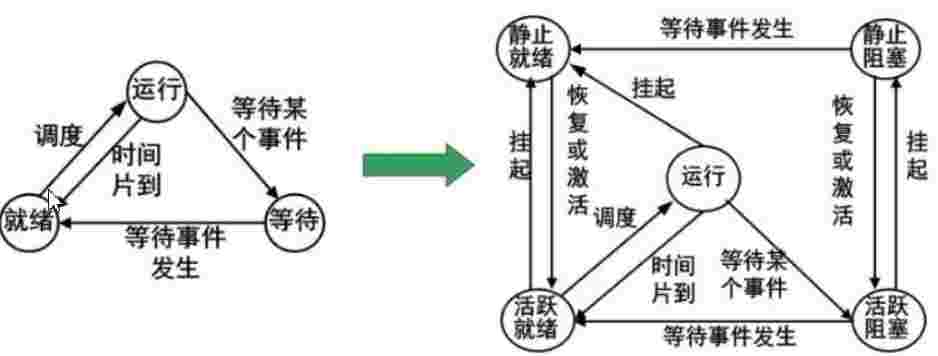 运行
调度
时间
片到
等待某
个事件
就绪
等待
等待事件
发生
静止
就绪
等待事件发生
静止
阻塞
挂起
挂起
恢复或激活
运行
调度
恢复或激活
挂起
时间
片到
等待某
个事件
活跃
就绪
等待事件发生
活跃
阻塞